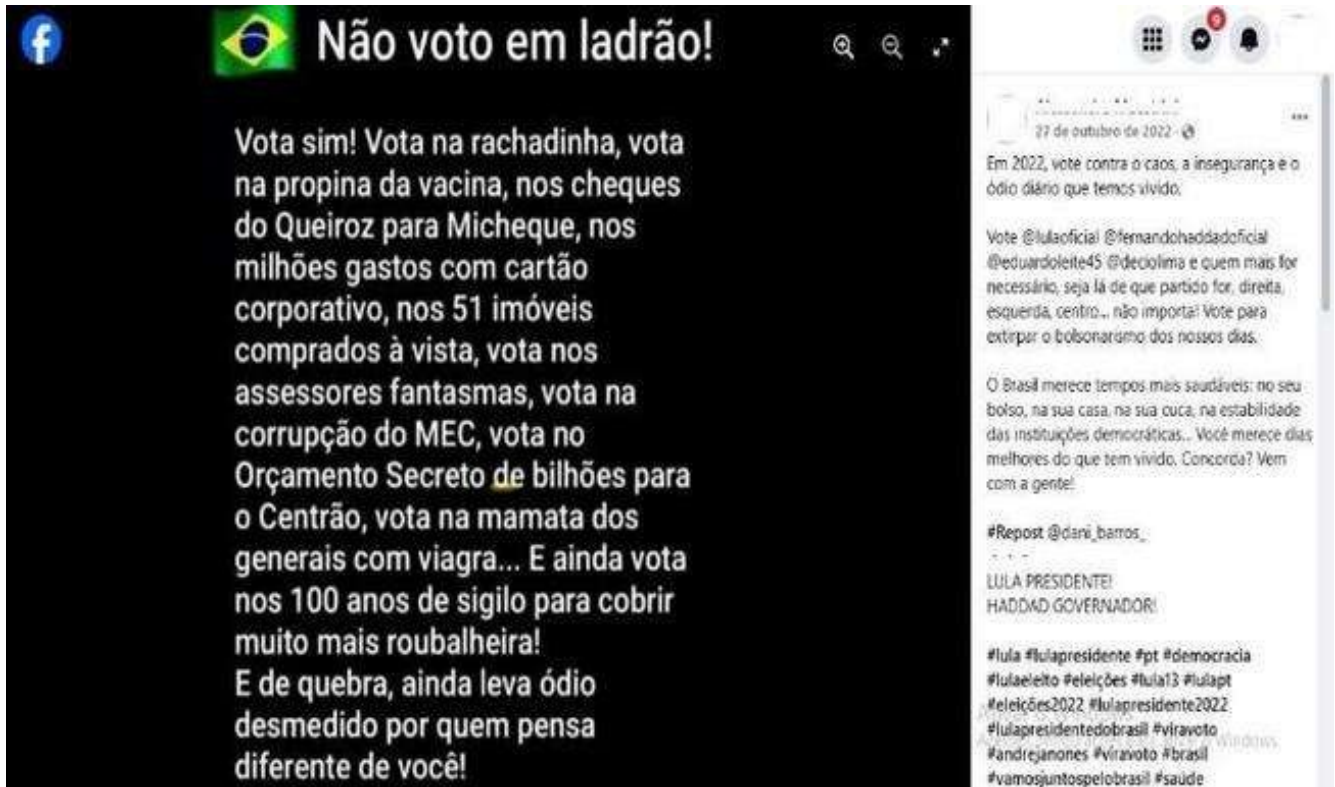 Não voto em ladrão!
Vota sim! Vota na rachadinha, vota
na propina da vacina, nos cheques
do Queiroz para Micheque, nos
milhões gastos com cartão
corporativo, nos 51 imóveis
comprados à vista, vota nos
assessores fantasmas, vota na
corrupção do MEC, vota no
Orçamento Secreto de bilhões para
o Centrão, vota na mamata dos
generais com viagra... E ainda vota
nos 100 anos de sigilo para cobrir
muito mais roubalheira!
E de quebra, ainda leva ódio
desmedido por quem pensa
diferente de você!
9
27 de outubro de 2022
Em 2022, vote contra o caos, a insegurança e o
ódio diário que temos vivido.
Vote @lulaoficial @fernandohaddadoficial
@eduardoleite45 @deciolima e quem mais for
necessário, seja lá de que partido for, direita,
esquerda, centro... não importa! Vote para
extirpar o bolsonarismo dos nossos dias.
O Brasil merece tempos mais saudáveis: no seu
bolso, na sua casa, na sua cuca, na estabilidade
das instituições democráticas... Você merece dias
melhores do que tem vivido. Concorda? Vem
com a gente!
#Repost @dani_barros_
- - -
LULA PRESIDENTE!
HADDAD GOVERNADOR!
#lula #lulapresidente #pt #democracia
#lulaeleito #eleições #lula13 #lulapt
#eleições2022 #lulapresidente2022
#lulapresidentedobrasil #viravoto
#andrejanones #viravoto #brasil
#vamosjuntospelobrasil #saúde
Windows